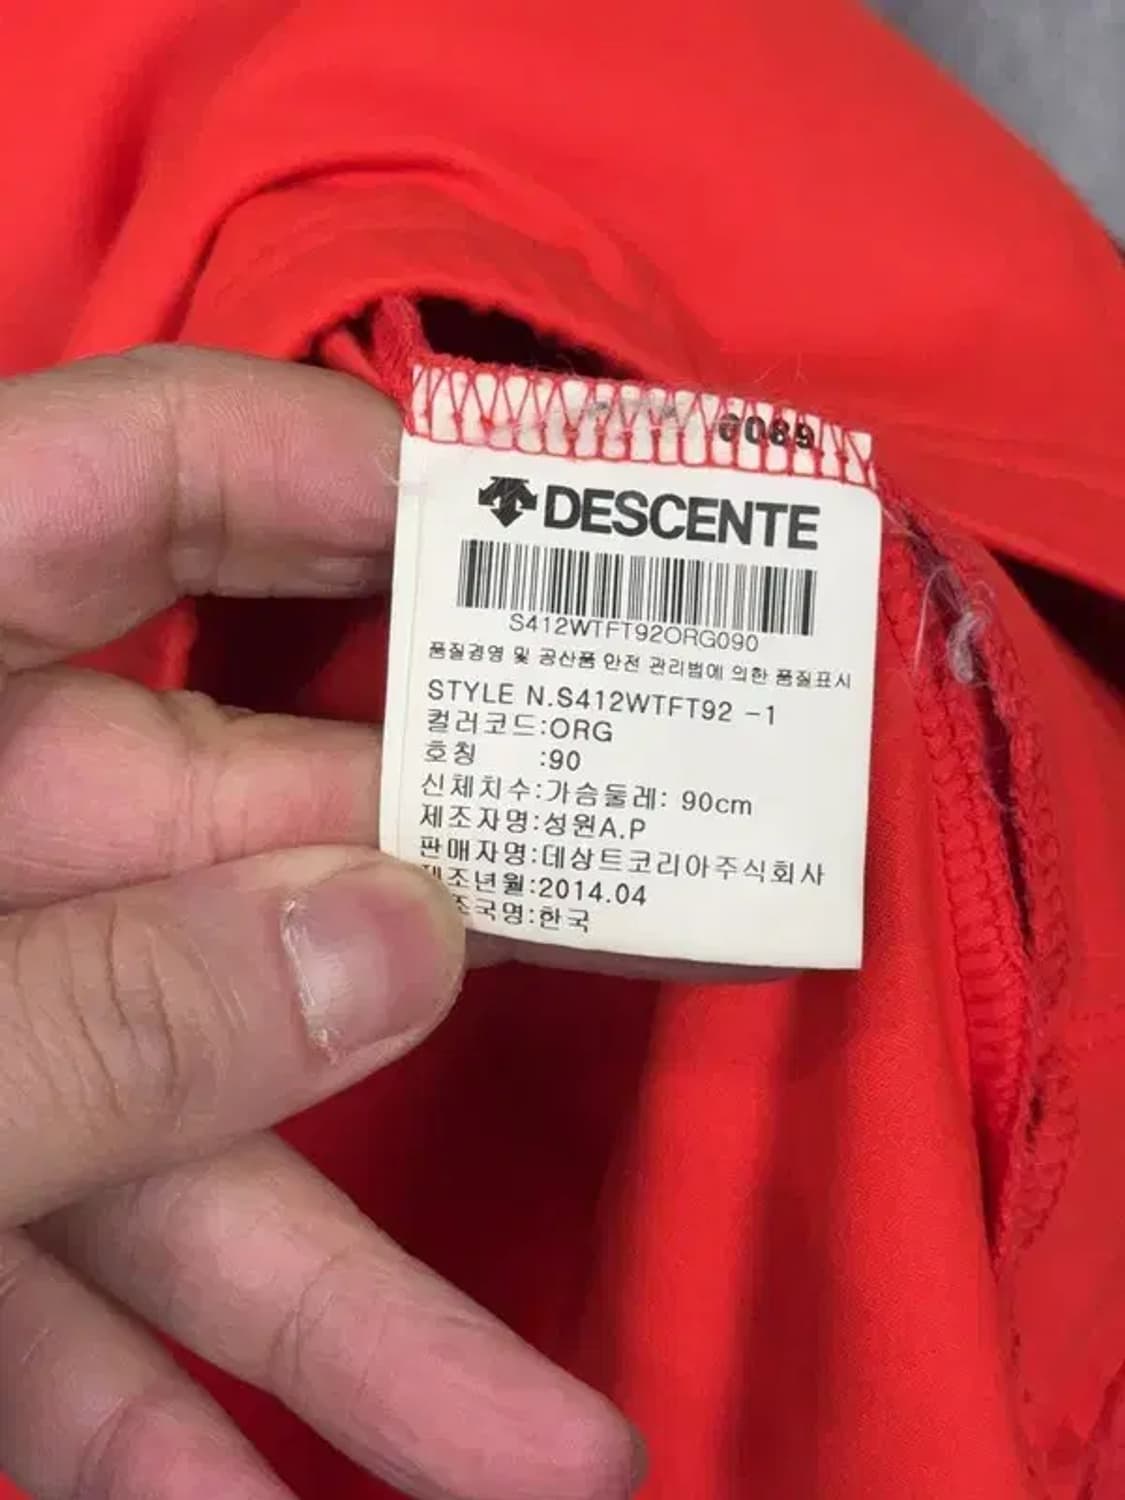 0089
DESCENTE
S412WTFT92ORG090
품질경영 및 공산품 안전 관리법에 의한 품질표시
STYLE N.S412WTFT92 -1
컬러코드:ORG
호칭 :90
신체치수:가슴둘레: 90cm
제조자명:성원A.P
판매자명:데상트코리아주식회사
제조년월:2014.04
조국명:한국